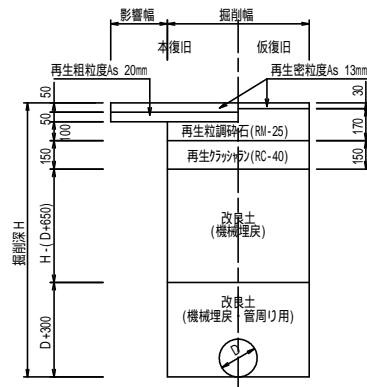 影響幅
掘削幅
本復旧
仮復旧
再生粗粒度As 20mm
再生密粒度As 13mm
50
50
100
150
30
170
150
再生粒調砕石(RM-25)
再生クラッシャラン(RC-40)
掘削深H
H-(D+650)
改良土
(機械埋戻)
D+300
改良土
(機械埋戻・管周り用)
D